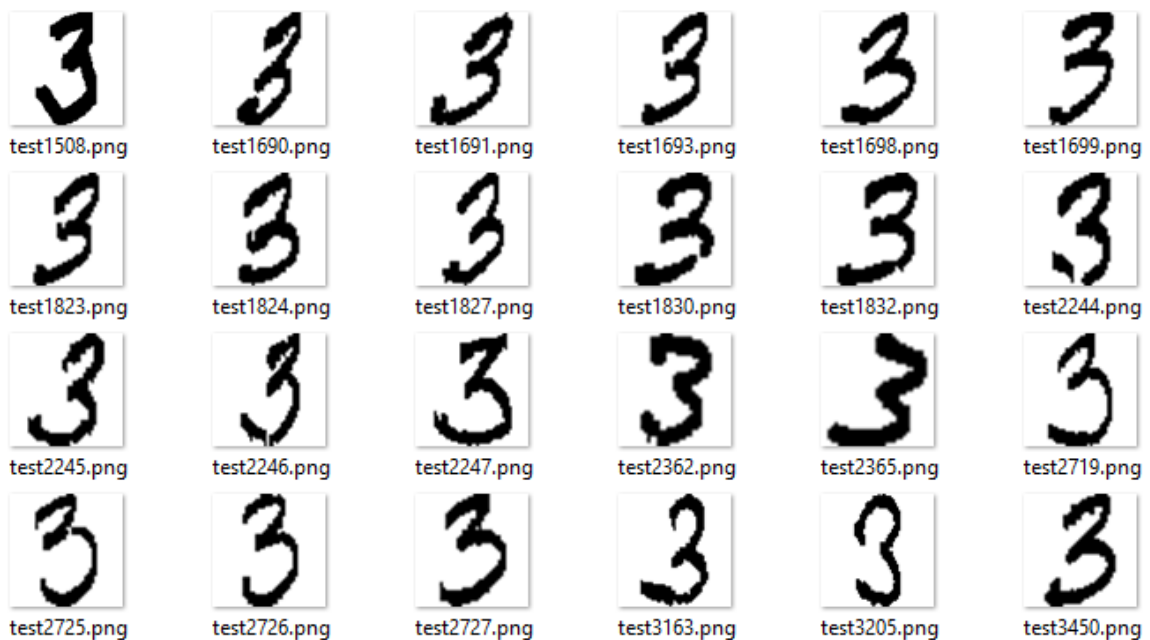 3 3 3 3 3 3
test1508.png test1690.png test1691.png test1693.png test1698.png test1699.png
3 3 3 3 3 3
test1823.png test1824.png test1827.png test1830.png test1832.png test2244.png
3 3 3 3 3 3
test2245.png test2246.png test2247.png test2362.png test2365.png test2719.png
3 3 3 3 3 3
test2725.png test2726.png test2727.png test3163.png test3205.png test3450.png